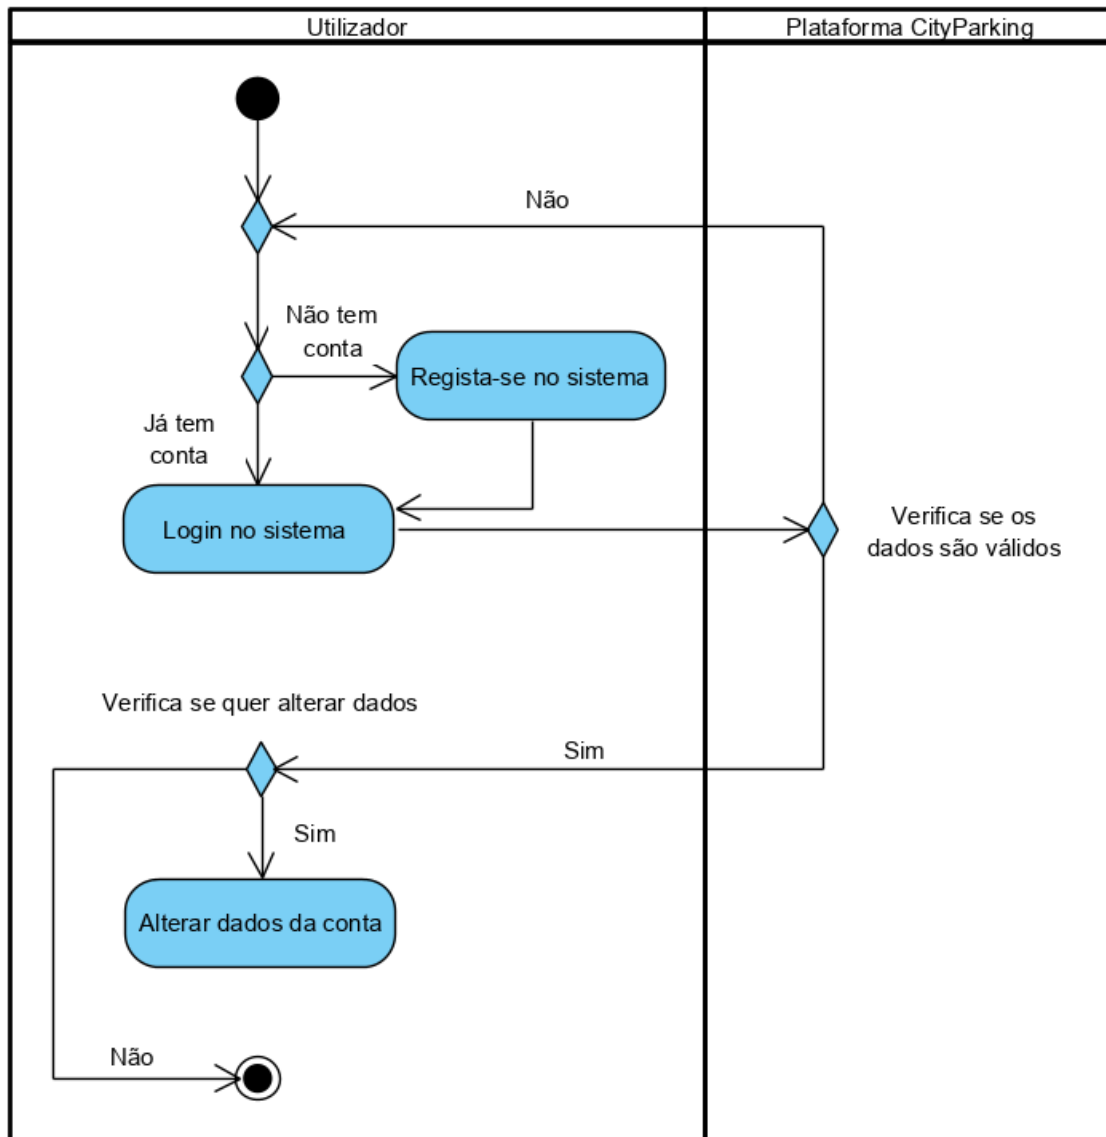 Utilizador
Plataforma CityParking
Não
Não tem
conta
Regista-se no sistema
Já tem
conta
Login no sistema
Verifica se os
dados são válidos
Verifica se quer alterar dados
Sim
Sim
Alterar dados da conta
Não